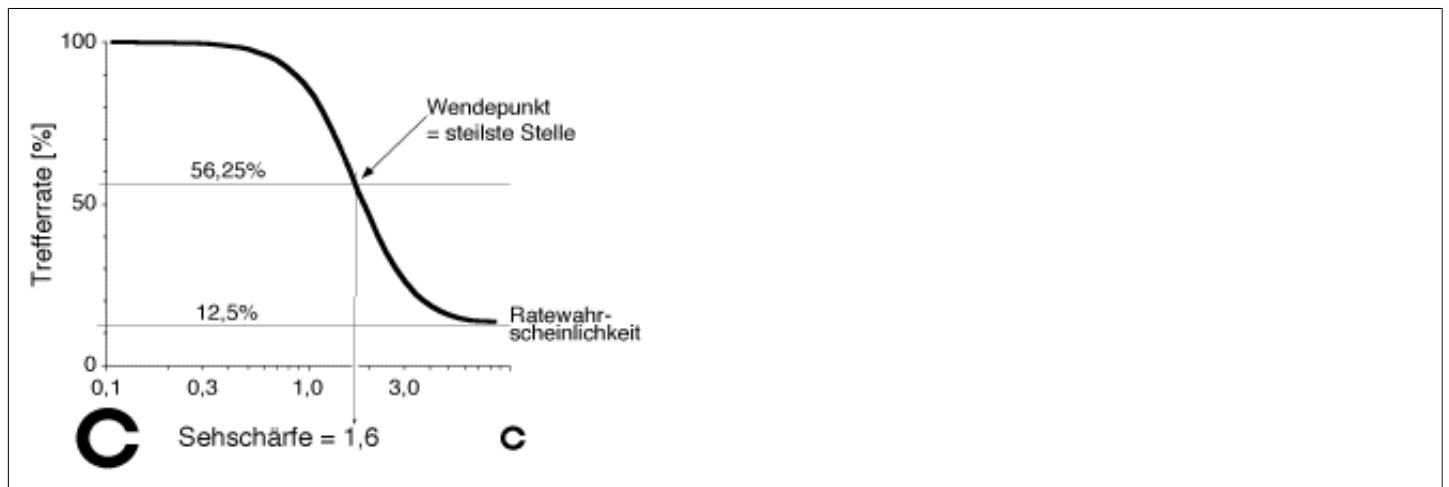 100
Wendepunkt
= steilste Stelle
Trefferrate [%]
56,25%
50
12,5%
Ratewahr-
scheinlichkeit
0
0,1 0,3 1,0 3,0
Sehschärfe = 1,6